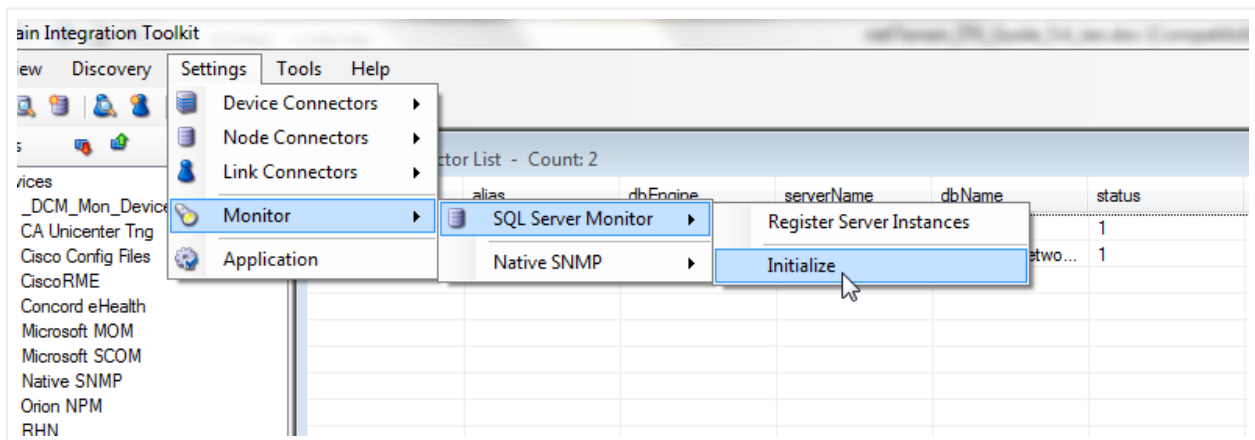 ain Integration Toolkit
ew Discovery Settings Tools Help
Device Connectors
Node Connectors
Link Connectors
Monitor
Application
SQL Server Monitor
Native SNMP
Register Server Instances
Initialize
s
ctor List - Count: 2
alias dbEngine serverName dbName status
1
etwo... 1
vices
_DCM_Mon_Device
CA Unicenter Tng
Cisco Config Files
CiscoRME
Concord eHealth
Microsoft MOM
Microsoft SCOM
Native SNMP
Orion NPM
RHN